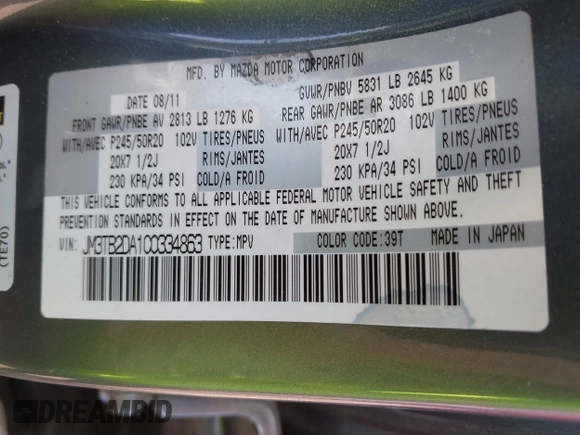 MFD. BY MAZDA MOTOR CORPORATION
DATE 08/11 GVWR/PNBV 5831 LB 2645 KG
FRONT GAWR/PNBE AV 2813 LB 1276 KG REAR GAWR/PNBE AR 3086 LB 1400 KG
WITH/AVEC P245/50R20 102V TIRES/PNEUS WITH/AVEC P245/50R20 102V TIRES/PNEUS
20X7 1/2J RIMS/JANTES 20X7 1/2J RIMS/JANTES
230 KPA/34 PSI COLD/A FROID 230 KPA/34 PSI COLD/A FROID
THIS VEHICLE CONFORMS TO ALL APPLICABLE FEDERAL MOTOR VEHICLE SAFETY AND THEFT
PREVENTION STANDARDS IN EFFECT ON THE DATE OF MANUFACTURE SHOWN ABOVE.
VIN: JM3TB2DA1C0334863 TYPE:MPV COLOR CODE:39T MADE IN JAPAN
(TE70)
DREAMBID